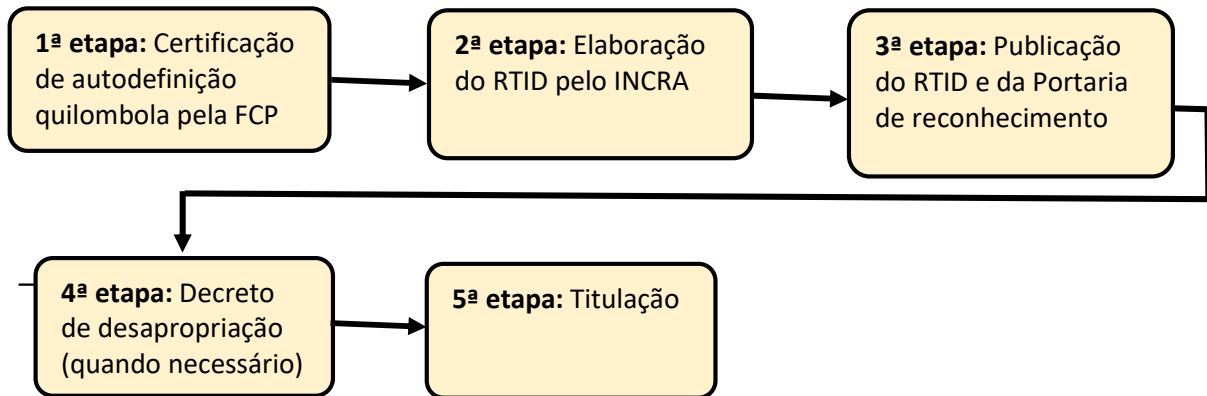 1ª etapa: Certificação
de autodefinição
quilombola pela FCP
2ª etapa: Elaboração
do RTID pelo INCRA
3ª etapa: Publicação
do RTID e da Portaria
de reconhecimento
4ª etapa: Decreto
de desapropriação
(quando necessário)
5ª etapa: Titulação